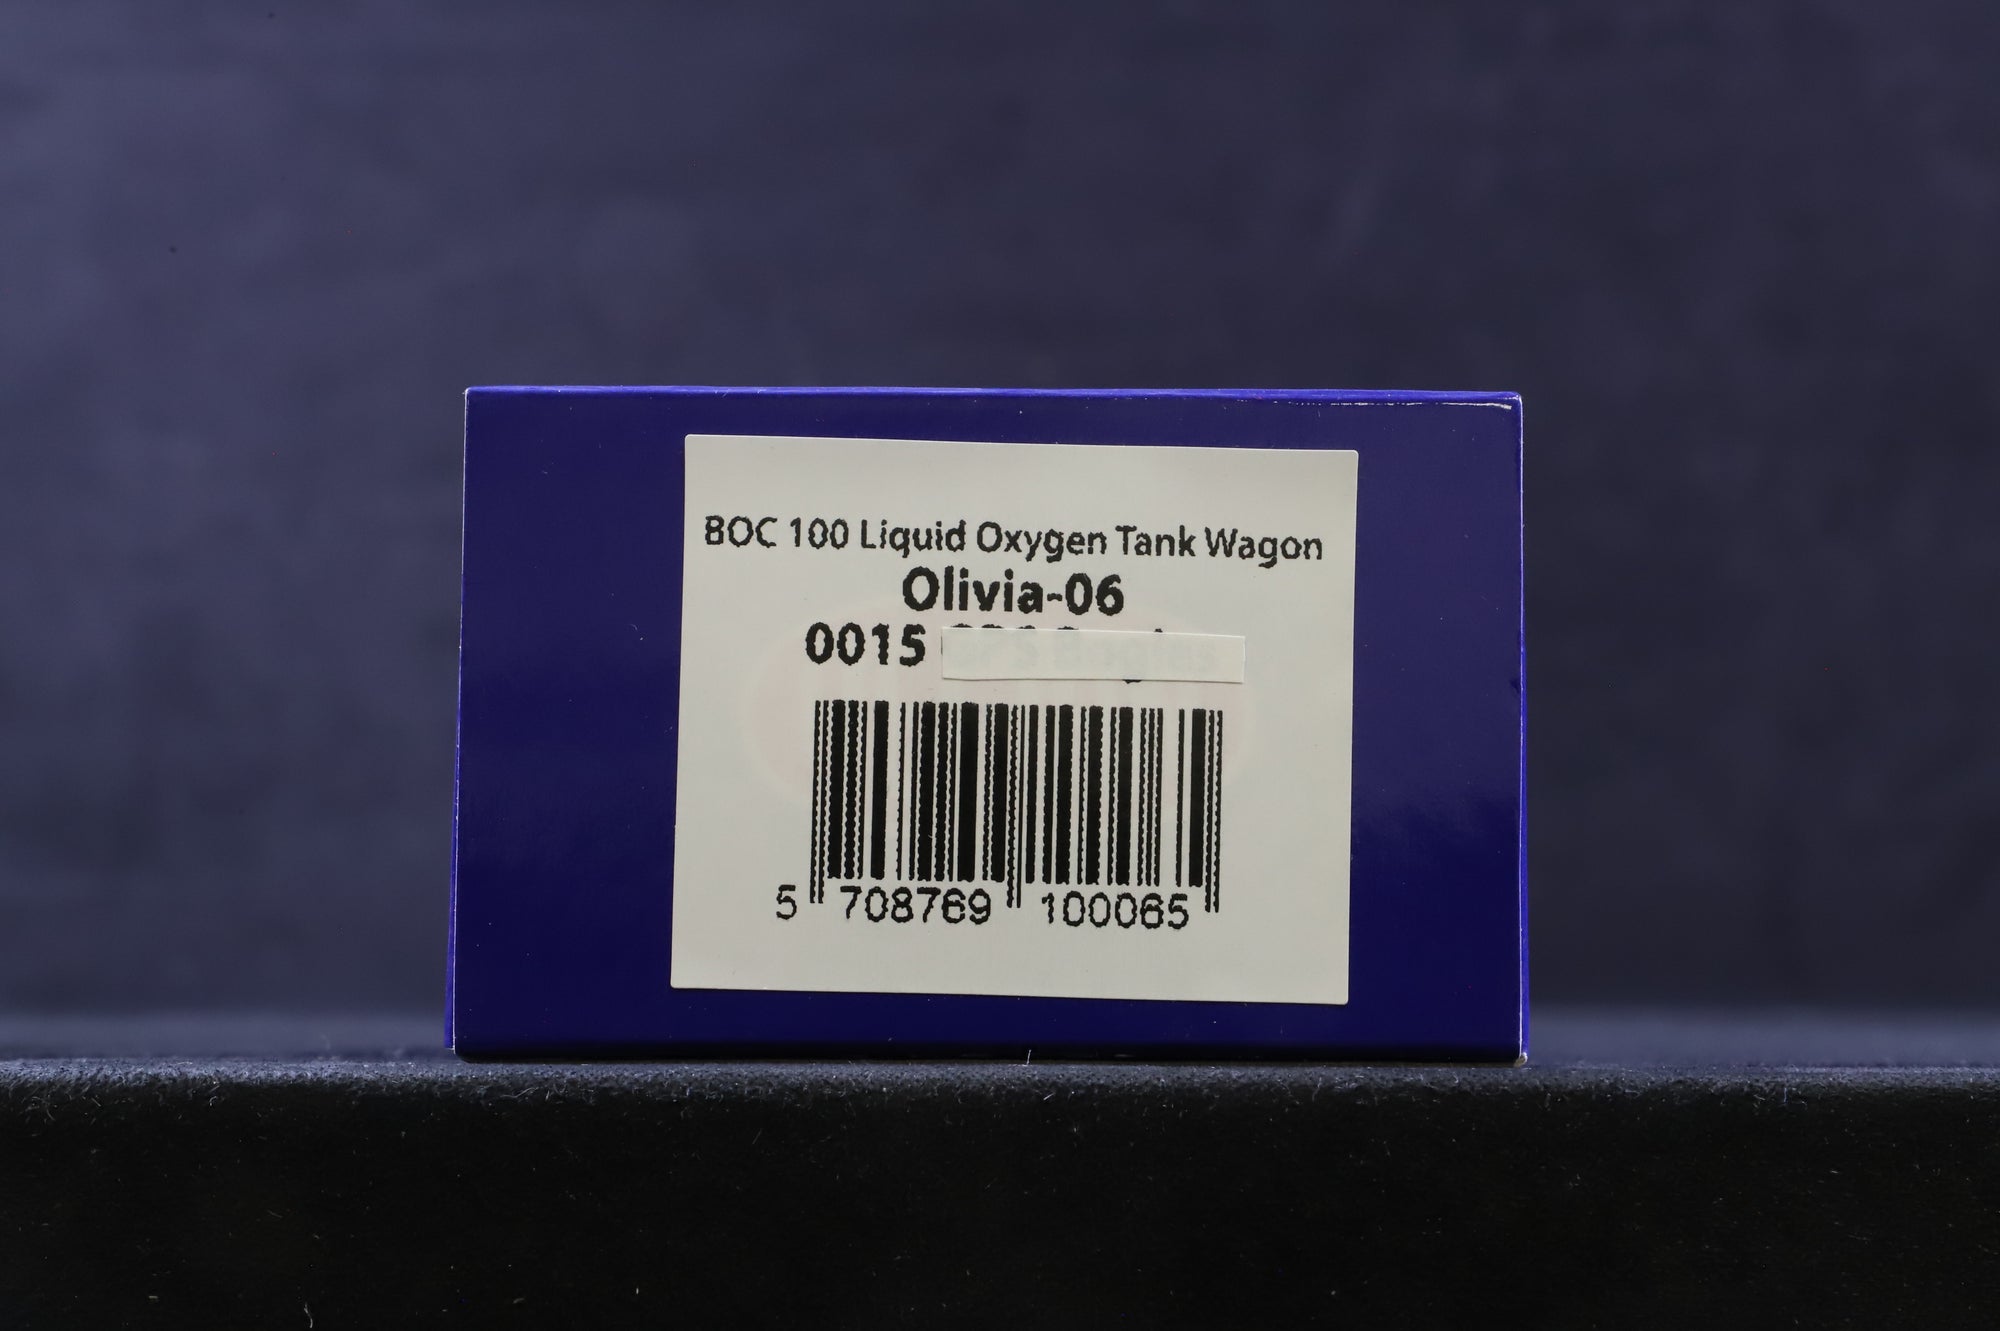 BOC 100 Liquid Oxygen Tank Wagon
Olivia-06
0015
5 708769 100065